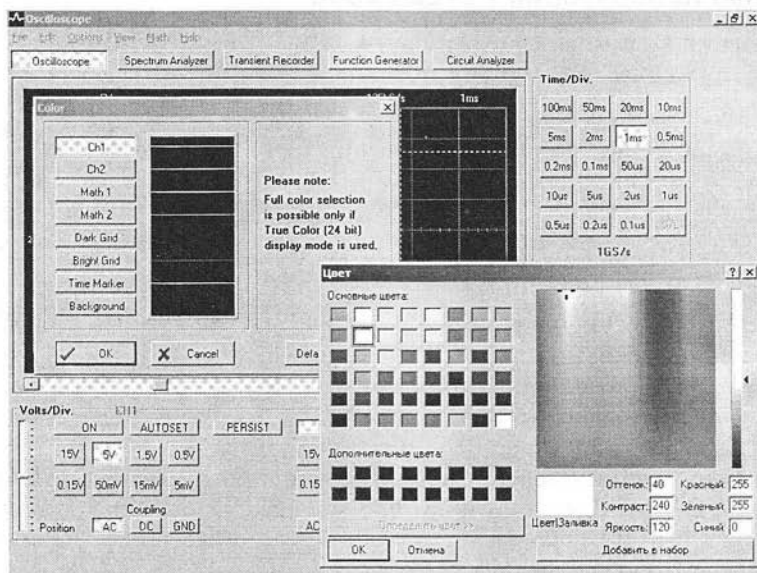 Osciloscope
File Edit Options View Math Help
Oscilloscope Spectrum Analyzer Transient Recorder Function Generator Circuit Analyzer
1ms
Time/Div.
100ms 50ms 20ms 10ms
5ms 2ms 1ms 0.5ms
0.2ms 0.1ms 50us 20us
10us 5us 2us 1us
0.5us 0.2us 0.1us
1GS/s
Color
Ch1
Ch2
Math 1
Math 2
Dark Grid
Bright Grid
Time Marker
Background
Please note:
Full color selection
is possible only if
True Color (24 bit)
display mode is used.
OK Cancel Defa
Volts/Div. CH1
ON AUTOSET PERSIST
15V 5V 1.5V 0.5V 15V
0.15V 50mV 15mV 5mV 0.15
Coupling
Position AC DC GND AC
Цвет
Основные цвета:
Дополнительные цвета:
Определить цвет >>
OK Отмена
Цвет|Заливка
Оттенок: 40 Красный: 255
Контраст: 240 Зеленый: 255
Яркость: 120 Синий: 0
Добавить в набор